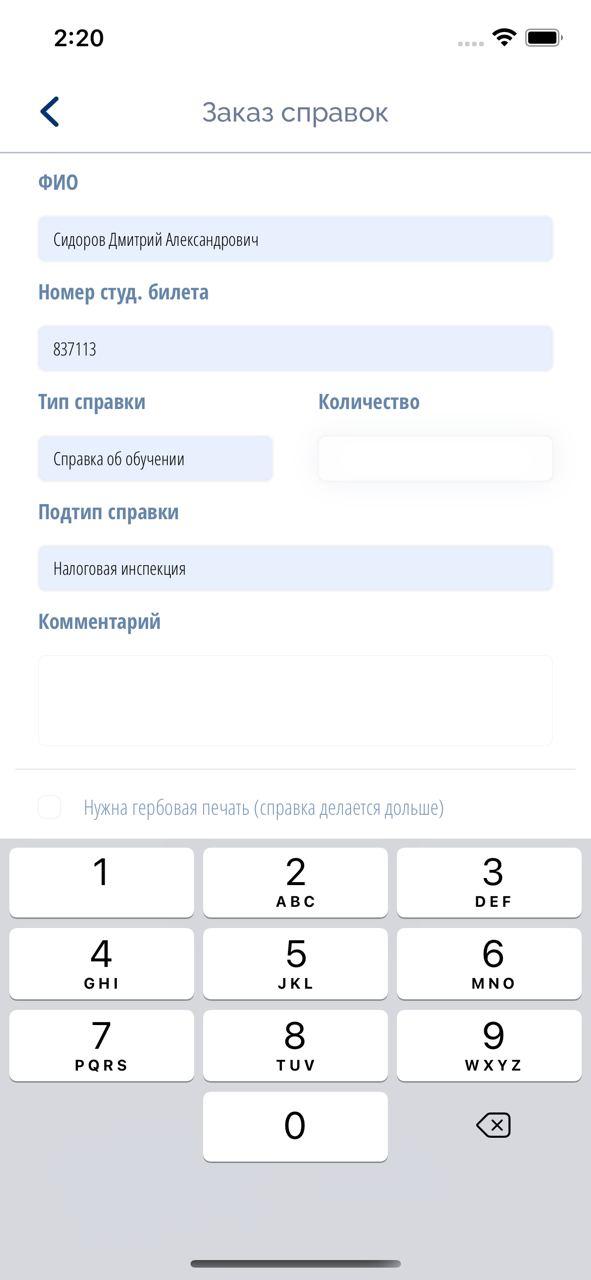 2:20
Заказ справок
ФИО
Сидоров Дмитрий Александрович
Номер студ. билета
837113
Тип справки Количество
Справка об обучении
Подтип справки
Налоговая инспекция
Комментарий
Нужна гербовая печать (справка делается дольше)
1 2 3
ABC DEF
4 5 6
GHI JKL MNO
7 8 9
PQRS TUV WXYZ
0